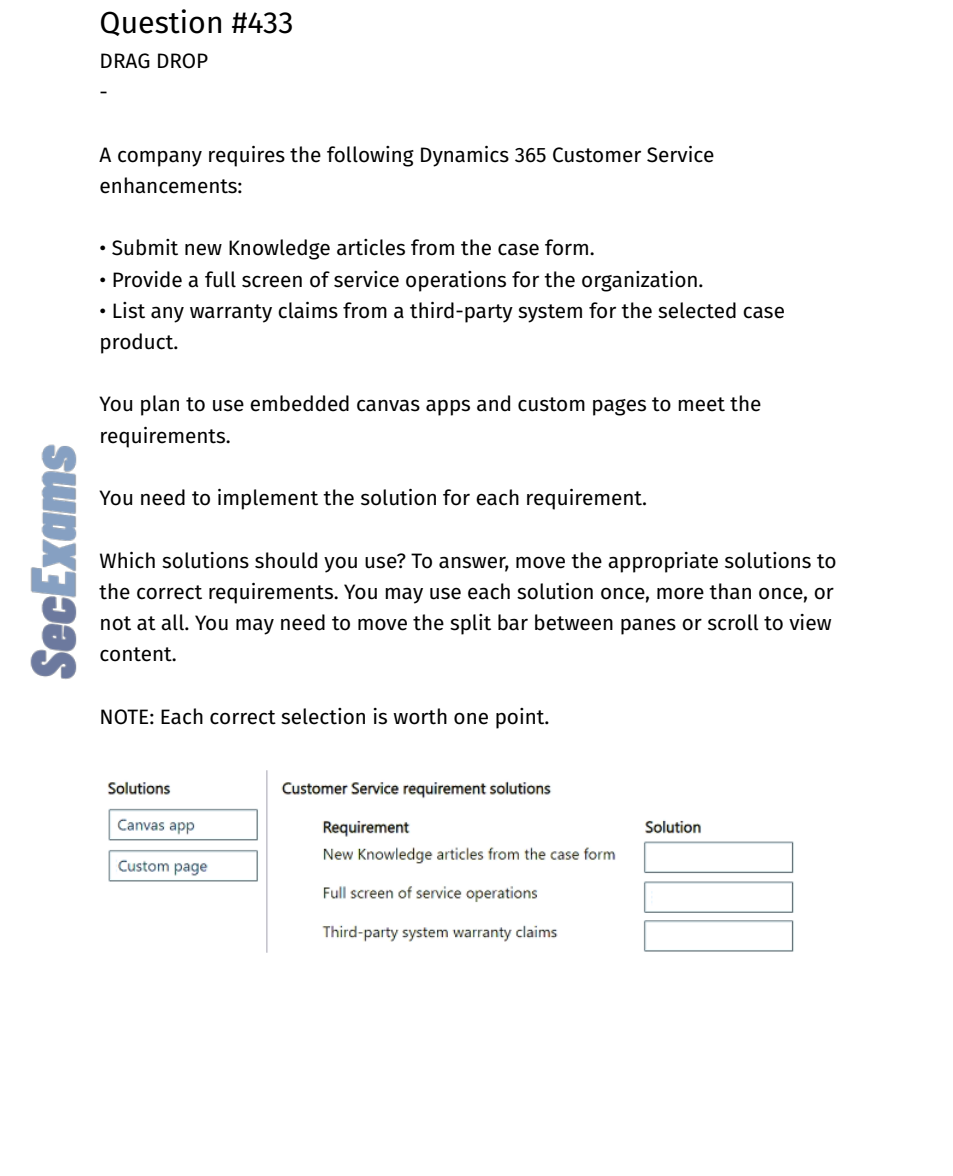 Question #433
DRAG DROP
-
A company requires the following Dynamics 365 Customer Service
enhancements:
• Submit new Knowledge articles from the case form.
• Provide a full screen of service operations for the organization.
• List any warranty claims from a third-party system for the selected case
product.
You plan to use embedded canvas apps and custom pages to meet the
requirements.
You need to implement the solution for each requirement.
Which solutions should you use? To answer, move the appropriate solutions to
the correct requirements. You may use each solution once, more than once, or
not at all. You may need to move the split bar between panes or scroll to view
content.
NOTE: Each correct selection is worth one point.
SecExams
Solutions
Canvas app
Custom page
Customer Service requirement solutions
Requirement Solution
New Knowledge articles from the case form
Full screen of service operations
Third-party system warranty claims